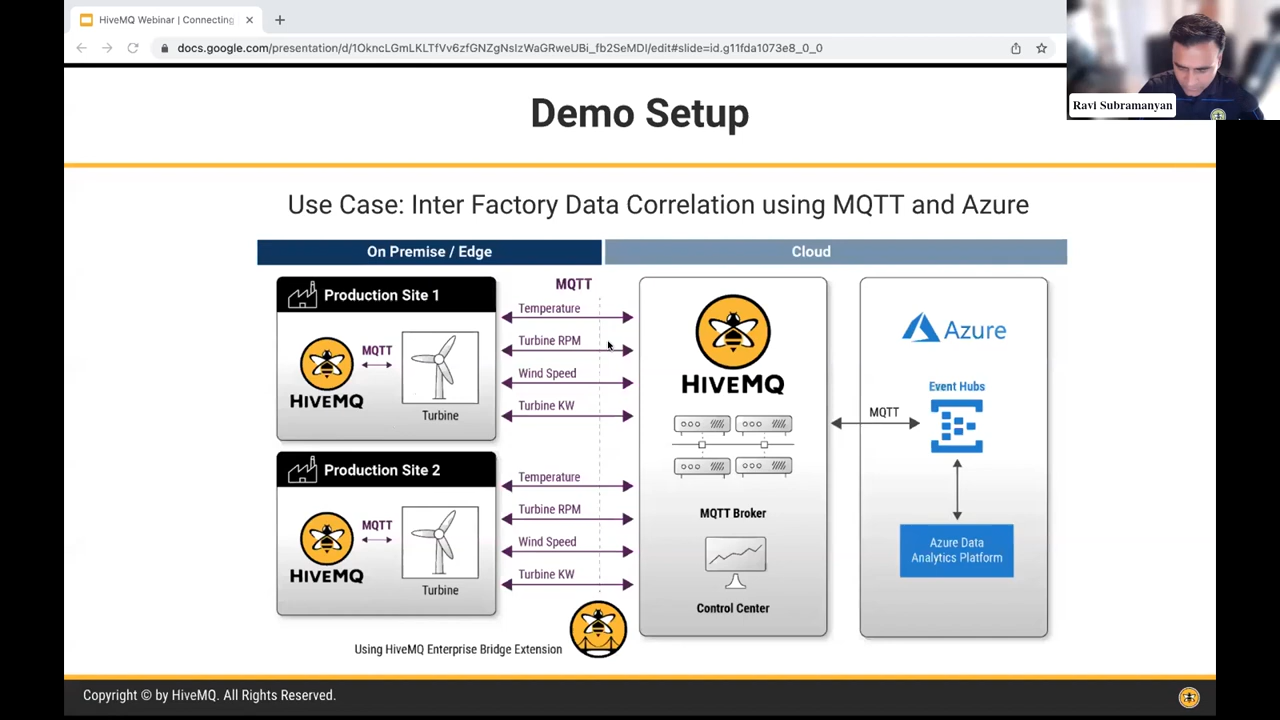 HiveMQ Webinar | Connecting
docs.google.com/presentation/d/1OkncLGmLKLTfVv6zfGNZgNsIzWaGRweUBi_fb2SeMDI/edit#slide=id.g11fda1073e8_0_0
Ravi Subramanyan
Demo Setup
Use Case: Inter Factory Data Correlation using MQTT and Azure
On Premise / Edge
Cloud
Production Site 1
MQTT
HIVEMQ
Turbine
MQTT
Temperature
Turbine RPM
Wind Speed
Turbine KW
Production Site 2
MQTT
HIVEMQ
Turbine
Temperature
Turbine RPM
Wind Speed
Turbine KW
Using HiveMQ Enterprise Bridge Extension
HIVEMQ
MQTT Broker
Control Center
MQTT
Azure
Event Hubs
Azure Data
Analytics Platform
Copyright © by HiveMQ. All Rights Reserved.